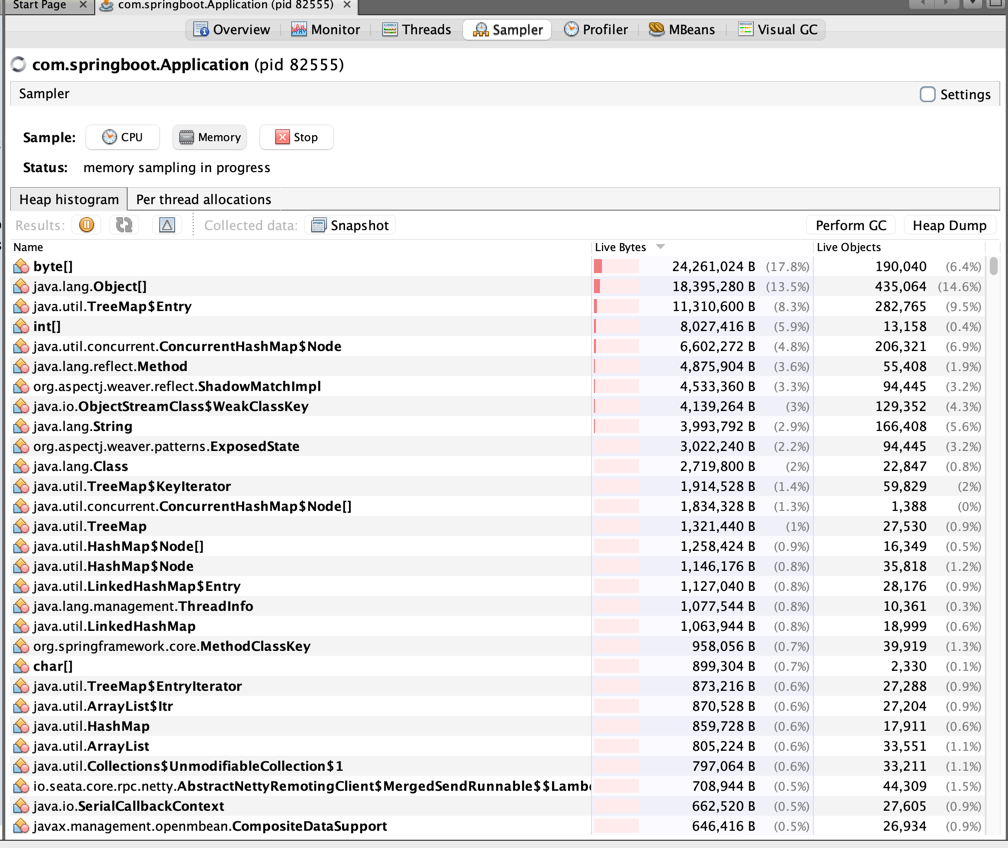 Start Page × com.springboot.Application (pid 82555) ×
Overview Monitor Threads Sampler Profiler MBeans Visual GC
com.springboot.Application (pid 82555)
Sampler Settings
Sample: CPU Memory Stop
Status: memory sampling in progress
Heap histogram Per thread allocations
Results: Collected data: Snapshot Perform GC Heap Dump
Name Live Bytes Live Objects
byte[] 24,261,024 B (17.8%) 190,040 (6.4%)
java.lang.Object[] 18,395,280 B (13.5%) 435,064 (14.6%)
java.util.TreeMap$Entry 11,310,600 B (8.3%) 282,765 (9.5%)
int[] 8,027,416 B (5.9%) 13,158 (0.4%)
java.util.concurrent.ConcurrentHashMap$Node 6,602,272 B (4.8%) 206,321 (6.9%)
java.lang.reflect.Method 4,875,904 B (3.6%) 55,408 (1.9%)
org.aspectj.weaver.reflect.ShadowMatchImpl 4,533,360 B (3.3%) 94,445 (3.2%)
java.io.ObjectStreamClass$WeakClassKey 4,139,264 B (3%) 129,352 (4.3%)
java.lang.String 3,993,792 B (2.9%) 166,408 (5.6%)
org.aspectj.weaver.patterns.ExposedState 3,022,240 B (2.2%) 94,445 (3.2%)
java.lang.Class 2,719,800 B (2%) 22,847 (0.8%)
java.util.TreeMap$KeyIterator 1,914,528 B (1.4%) 59,829 (2%)
java.util.concurrent.ConcurrentHashMap$Node[] 1,834,328 B (1.3%) 1,388 (0%)
java.util.TreeMap 1,321,440 B (1%) 27,530 (0.9%)
java.util.HashMap$Node[] 1,258,424 B (0.9%) 16,349 (0.5%)
java.util.HashMap$Node 1,146,176 B (0.8%) 35,818 (1.2%)
java.util.LinkedHashMap$Entry 1,127,040 B (0.8%) 28,176 (0.9%)
java.lang.management.ThreadInfo 1,077,544 B (0.8%) 10,361 (0.3%)
java.util.LinkedHashMap 1,063,944 B (0.8%) 18,999 (0.6%)
org.springframework.core.MethodClassKey 958,056 B (0.7%) 39,919 (1.3%)
char[] 899,304 B (0.7%) 2,330 (0.1%)
java.util.TreeMap$EntryIterator 873,216 B (0.6%) 27,288 (0.9%)
java.util.ArrayList$Itr 870,528 B (0.6%) 27,204 (0.9%)
java.util.HashMap 859,728 B (0.6%) 17,911 (0.6%)
java.util.ArrayList 805,224 B (0.6%) 33,551 (1.1%)
java.util.Collections$UnmodifiableCollection$1 797,064 B (0.6%) 33,211 (1.1%)
io.seata.core.rpc.netty.AbstractNettyRemotingClient$MergedSendRunnable$$Lamb 708,944 B (0.5%) 44,309 (1.5%)
java.io.SerialCallbackContext 662,520 B (0.5%) 27,605 (0.9%)
javax.management.openmbean.CompositeDataSupport 646,416 B (0.5%) 26,934 (0.9%)